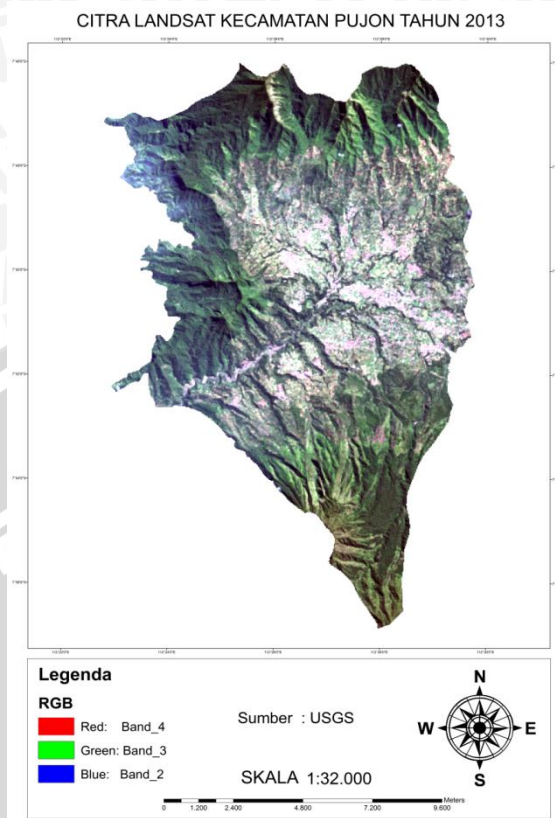 CITRA LANDSAT KECAMATAN PUJON TAHUN 2013
Legenda
RGB
Red: Band_4
Green: Band_3
Blue: Band_2
Sumber : USGS
SKALA 1:32.000
N
W
E
S
Meters
0 1.200 2.400 4.800 7.200 9.600